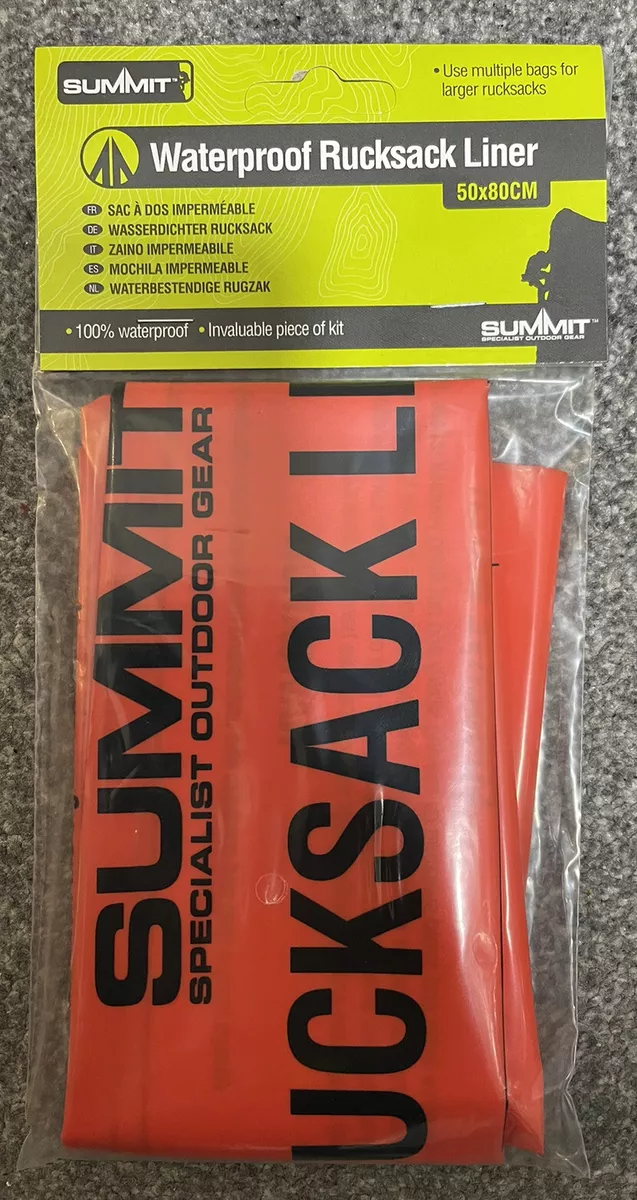 SUMMIT™
• Use multiple bags for
larger rucksacks
Waterproof Rucksack Liner
50x80CM
FR SAC À DOS IMPERMÉABLE
DE WASSERDICHTER RUCKSACK
IT ZAINO IMPERMEABILE
ES MOCHILA IMPERMEABLE
NL WATERBESTENDIGE RUGZAK
• 100% waterproof • Invaluable piece of kit
SUMMIT™
SPECIALIST OUTDOOR GEAR
SUMMIT
SPECIALIST OUTDOOR GEAR
UCKSACK LI